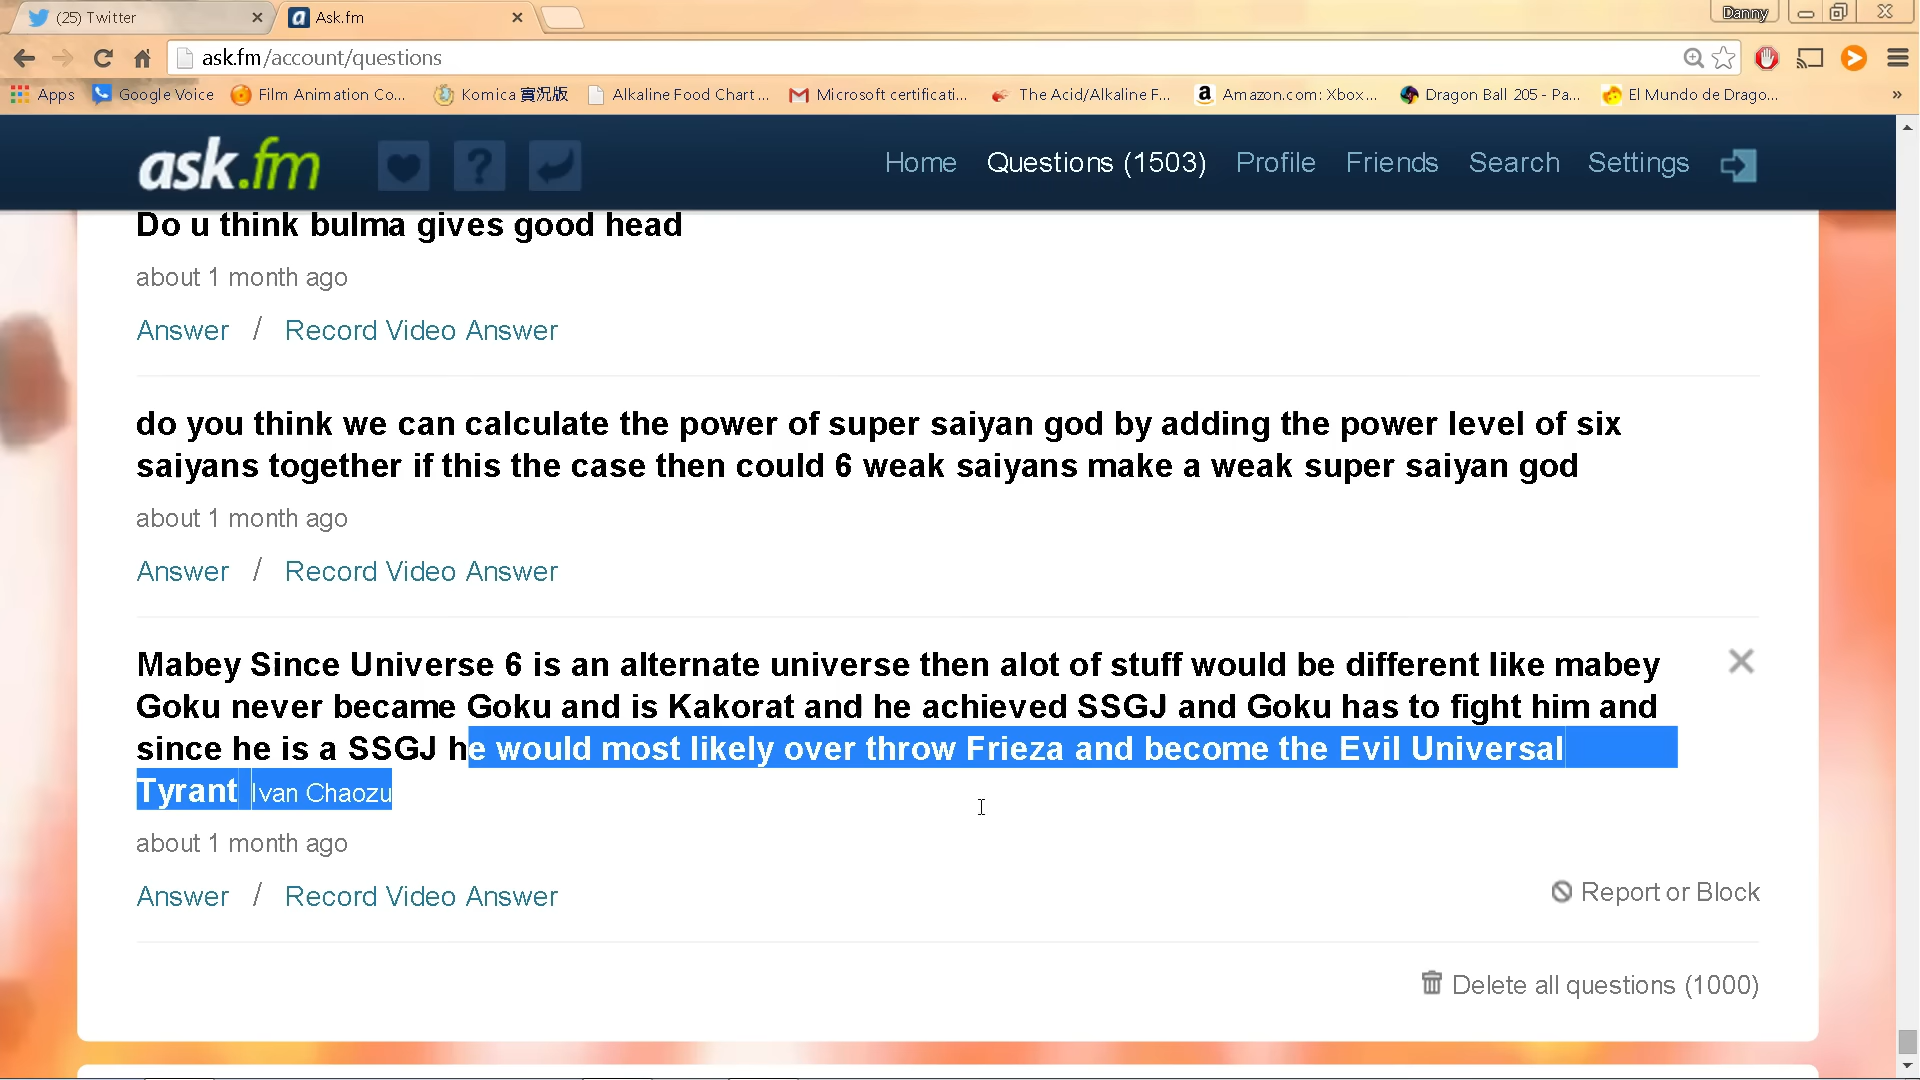 (25) Twitter
Ask.fm
Danny
ask.fm/account/questions
Apps Google Voice Film Animation Co... Komica 實況版 Alkaline Food Chart ... Microsoft certificati... The Acid/Alkaline F... Amazon.com: Xbox... Dragon Ball 205 - Pa... El Mundo de Drago... »
ask.fm ? Home Questions (1503) Profile Friends Search Settings
Do u think bulma gives good head
about 1 month ago
Answer / Record Video Answer
do you think we can calculate the power of super saiyan god by adding the power level of six
saiyans together if this the case then could 6 weak saiyans make a weak super saiyan god
about 1 month ago
Answer / Record Video Answer
Mabey Since Universe 6 is an alternate universe then alot of stuff would be different like mabey
Goku never became Goku and is Kakorat and he achieved SSGJ and Goku has to fight him and
since he is a SSGJ he would most likely over throw Frieza and become the Evil Universal
Tyrant Ivan Chaozu
about 1 month ago
Answer / Record Video Answer
Report or Block
Delete all questions (1000)